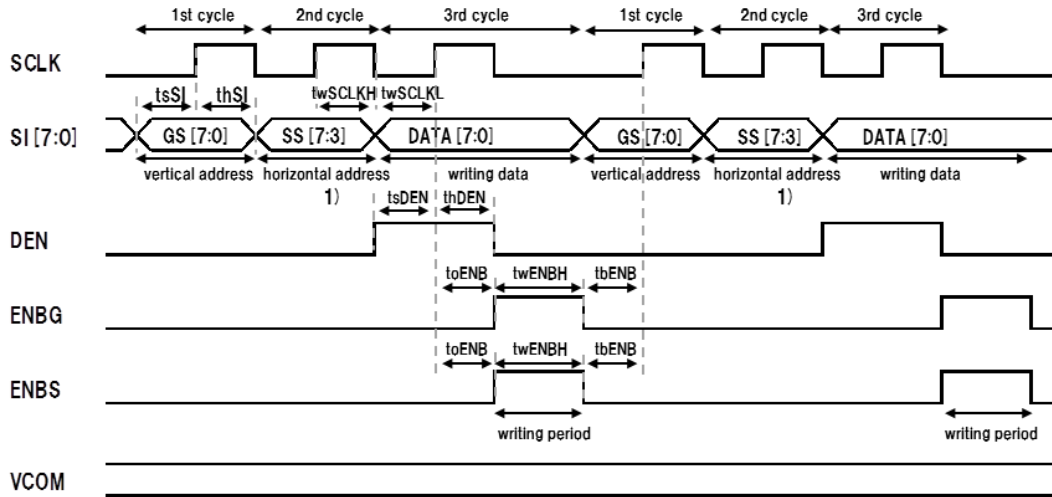 1st cycle 2nd cycle 3rd cycle 1st cycle 2nd cycle 3rd cycle
SCLK
tsSI thSI twSCLKH twSCLKL
SI [7:0] GS [7:0] SS [7:3] DATA [7:0] GS [7:0] SS [7:3] DATA [7:0]
vertical address horizontal address writing data vertical address horizontal address writing data
1) 1)
tsDEN thDEN
DEN
toENB twENBH tbENB
ENBG
toENB twENBH tbENB
ENBS
writing period writing period
VCOM